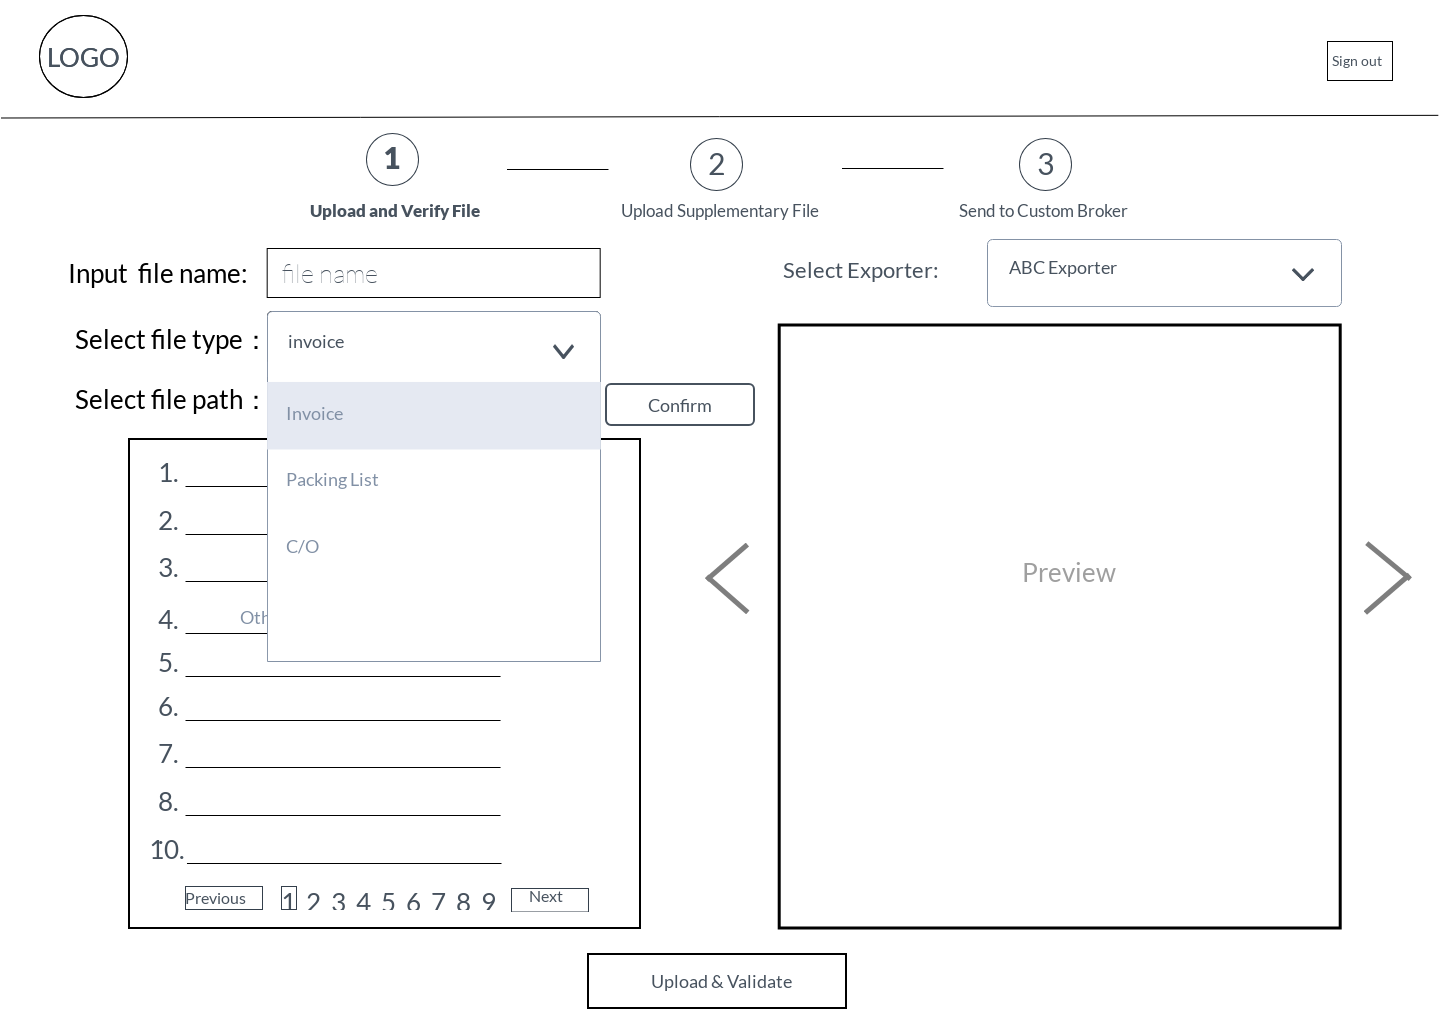 LOGO
Sign out
1
2
3
Upload and Verify File
Upload Supplementary File
Send to Custom Broker
Input file name:
file name
Select Exporter:
ABC Exporter
Select file type :
invoice
Select file path :
Invoice
Confirm
1.
Packing List
2.
C/O
3.
Preview
4.
Oth
5.
6.
7.
8.
10.
Previous 1 2 3 4 5 6 7 8 9 Next
Upload & Validate